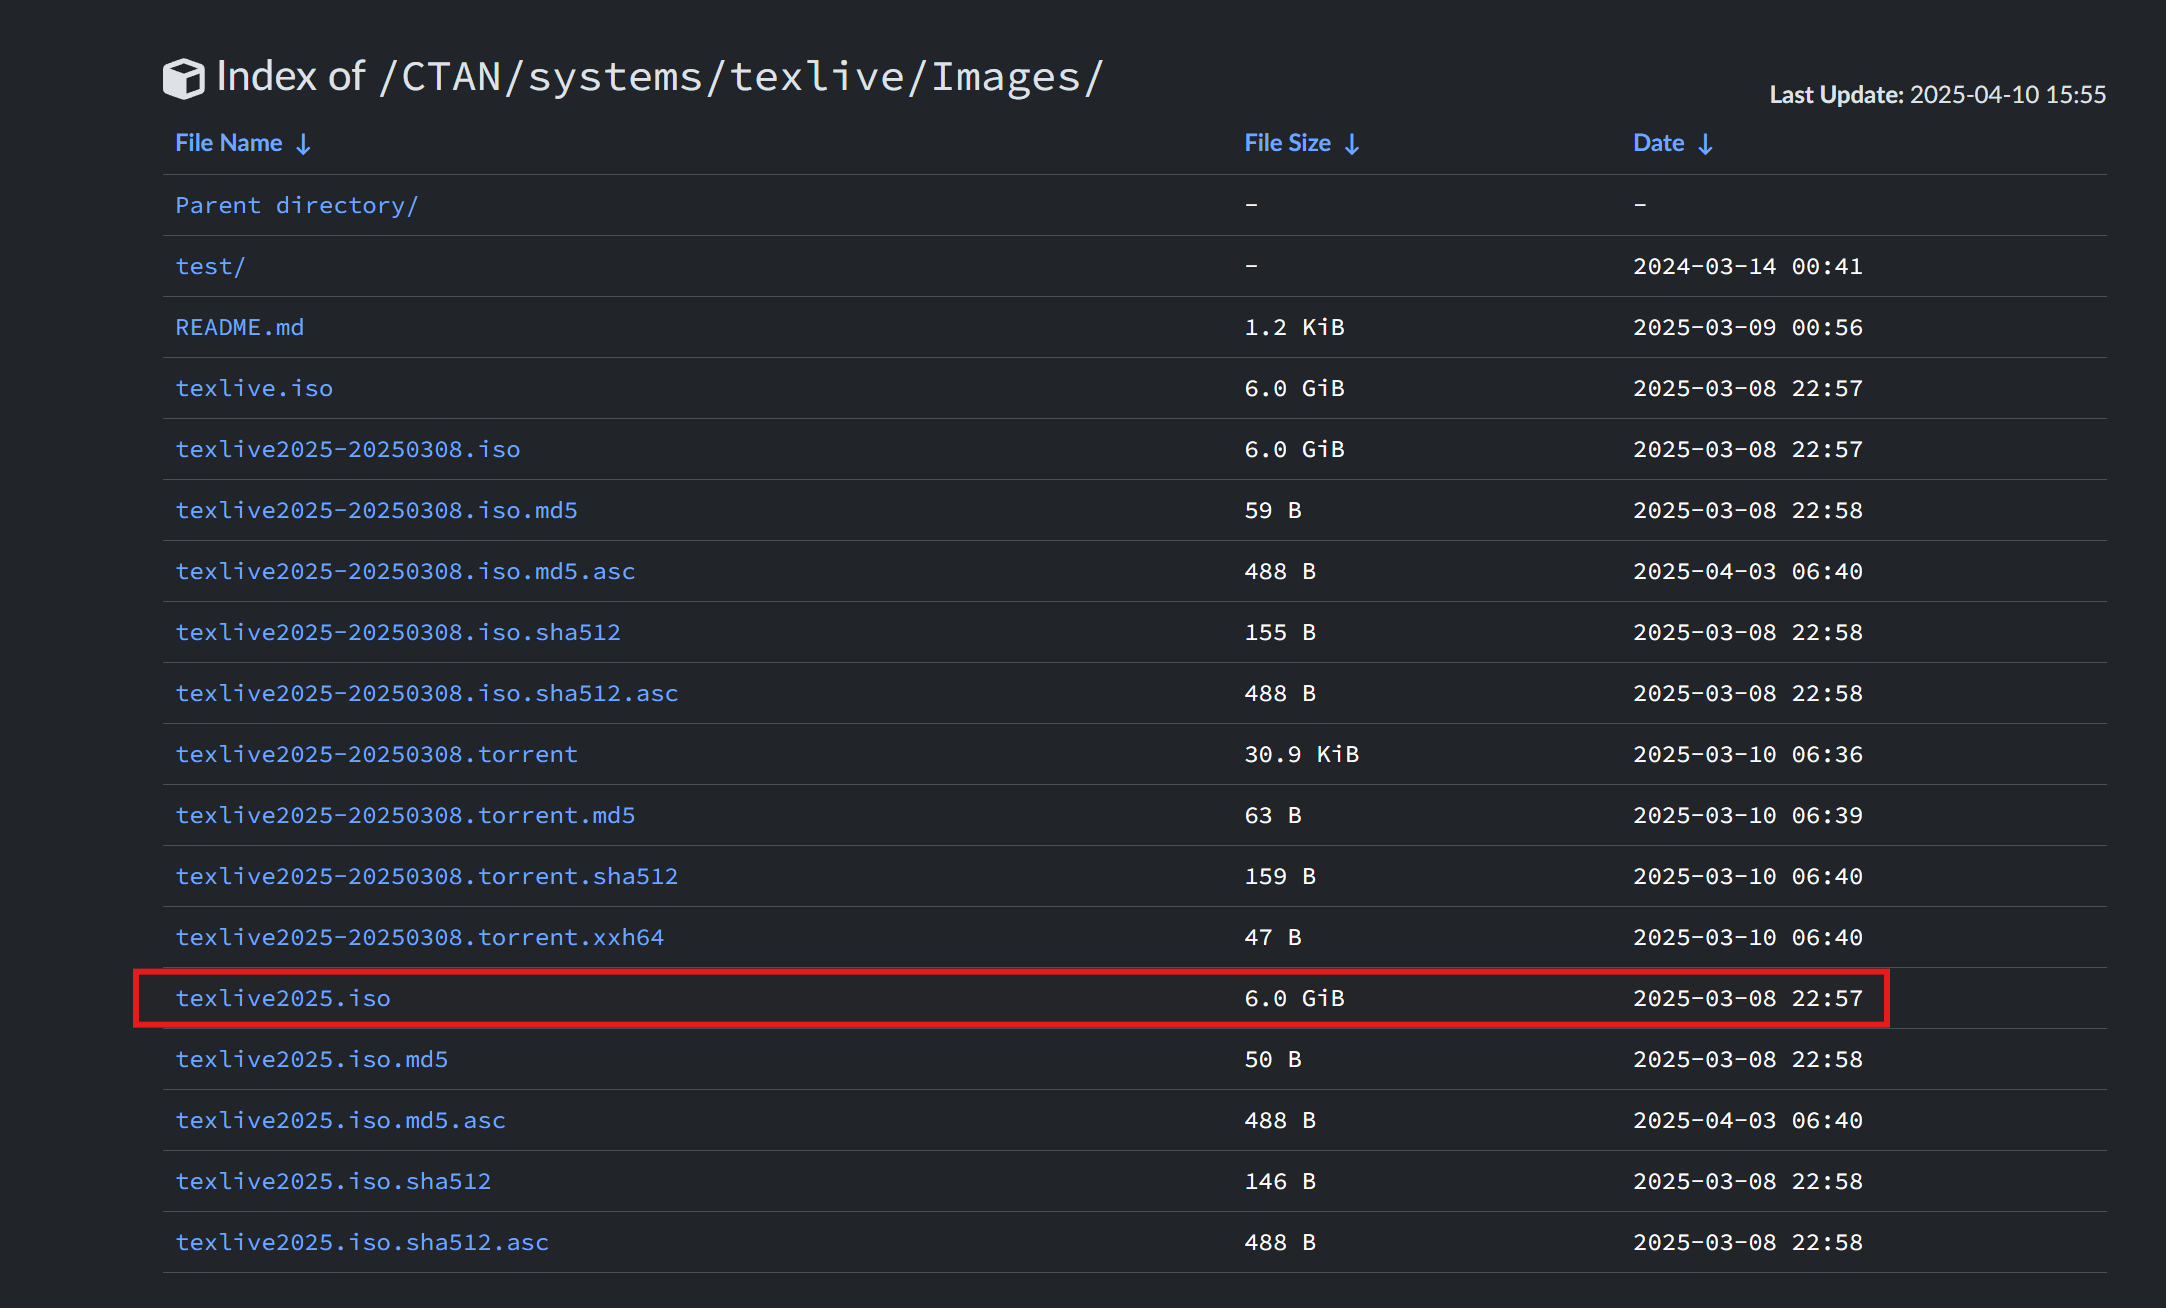 Index of /CTAN/systems/texlive/Images/
Last Update: 2025-04-10 15:55
File Name ↓ File Size ↓ Date ↓
Parent directory/ - -
test/ - 2024-03-14 00:41
README.md 1.2 KiB 2025-03-09 00:56
texlive.iso 6.0 GiB 2025-03-08 22:57
texlive2025-20250308.iso 6.0 GiB 2025-03-08 22:57
texlive2025-20250308.iso.md5 59 B 2025-03-08 22:58
texlive2025-20250308.iso.md5.asc 488 B 2025-04-03 06:40
texlive2025-20250308.iso.sha512 155 B 2025-03-08 22:58
texlive2025-20250308.iso.sha512.asc 488 B 2025-03-08 22:58
texlive2025-20250308.torrent 30.9 KiB 2025-03-10 06:36
texlive2025-20250308.torrent.md5 63 B 2025-03-10 06:39
texlive2025-20250308.torrent.sha512 159 B 2025-03-10 06:40
texlive2025-20250308.torrent.xxh64 47 B 2025-03-10 06:40
texlive2025.iso 6.0 GiB 2025-03-08 22:57
texlive2025.iso.md5 50 B 2025-03-08 22:58
texlive2025.iso.md5.asc 488 B 2025-04-03 06:40
texlive2025.iso.sha512 146 B 2025-03-08 22:58
texlive2025.iso.sha512.asc 488 B 2025-03-08 22:58